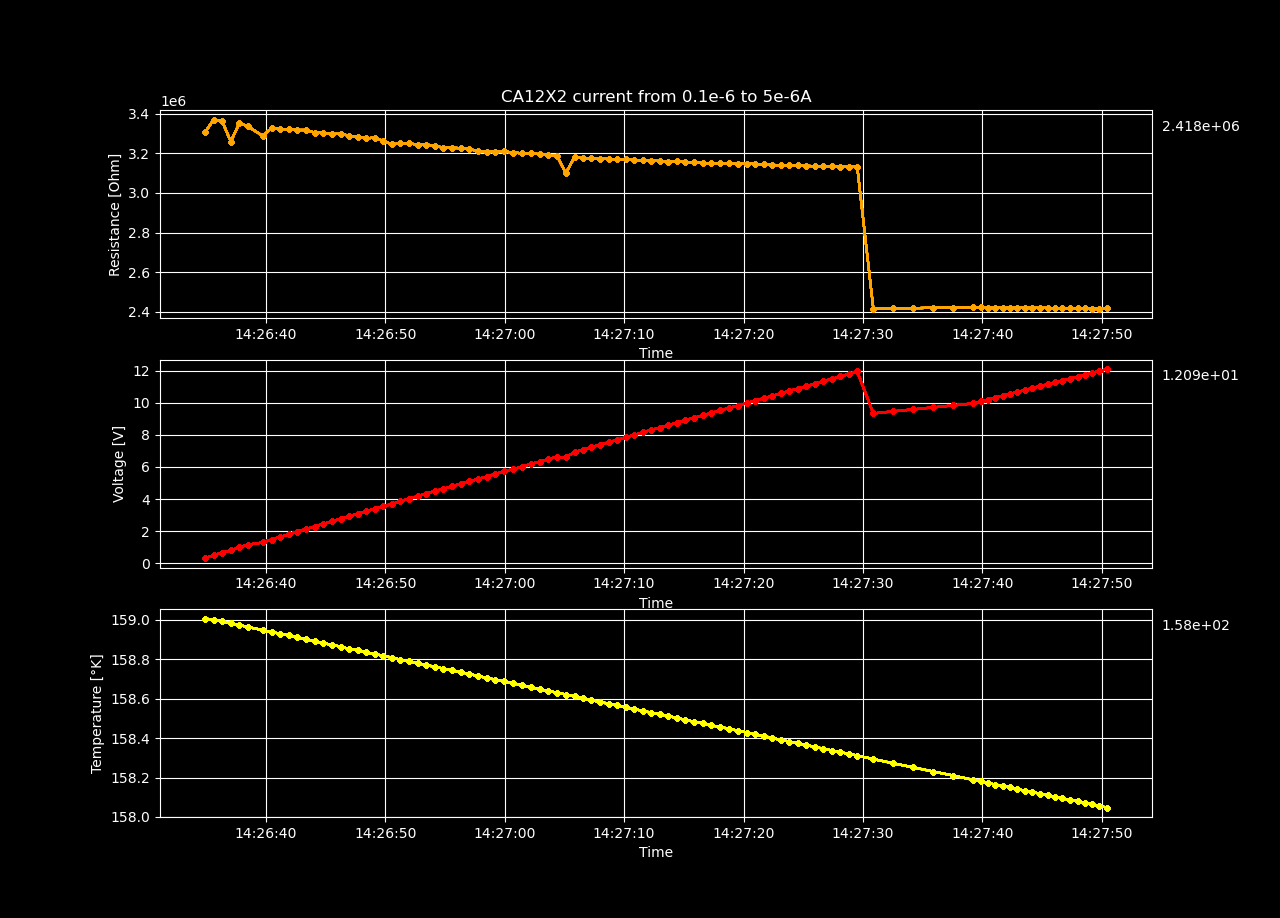 CA12X2 current from 0.1e-6 to 5e-6A
1e6
3.4
3.2
3.0
2.8
2.6
2.4
Resistance [Ohm]
2.418e+06
14:26:40 14:26:50 14:27:00 14:27:10 14:27:20 14:27:30 14:27:40 14:27:50
Time
12
10
8
6
4
2
0
Voltage [V]
1.209e+01
14:26:40 14:26:50 14:27:00 14:27:10 14:27:20 14:27:30 14:27:40 14:27:50
Time
159.0
158.8
158.6
158.4
158.2
158.0
Temperature [°K]
1.58e+02
14:26:40 14:26:50 14:27:00 14:27:10 14:27:20 14:27:30 14:27:40 14:27:50
Time